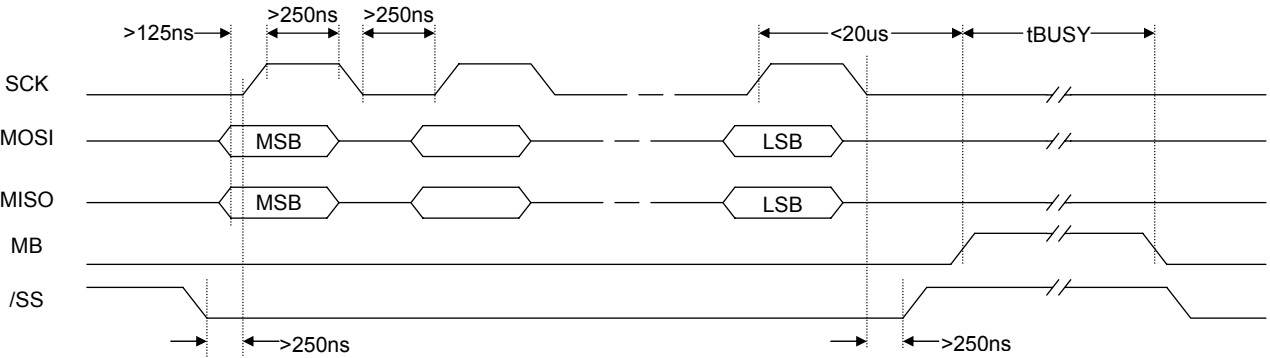 >250ns >250ns
>125ns <20us tBUSY
SCK
MOSI MSB LSB
MISO MSB LSB
MB
/SS
>250ns >250ns